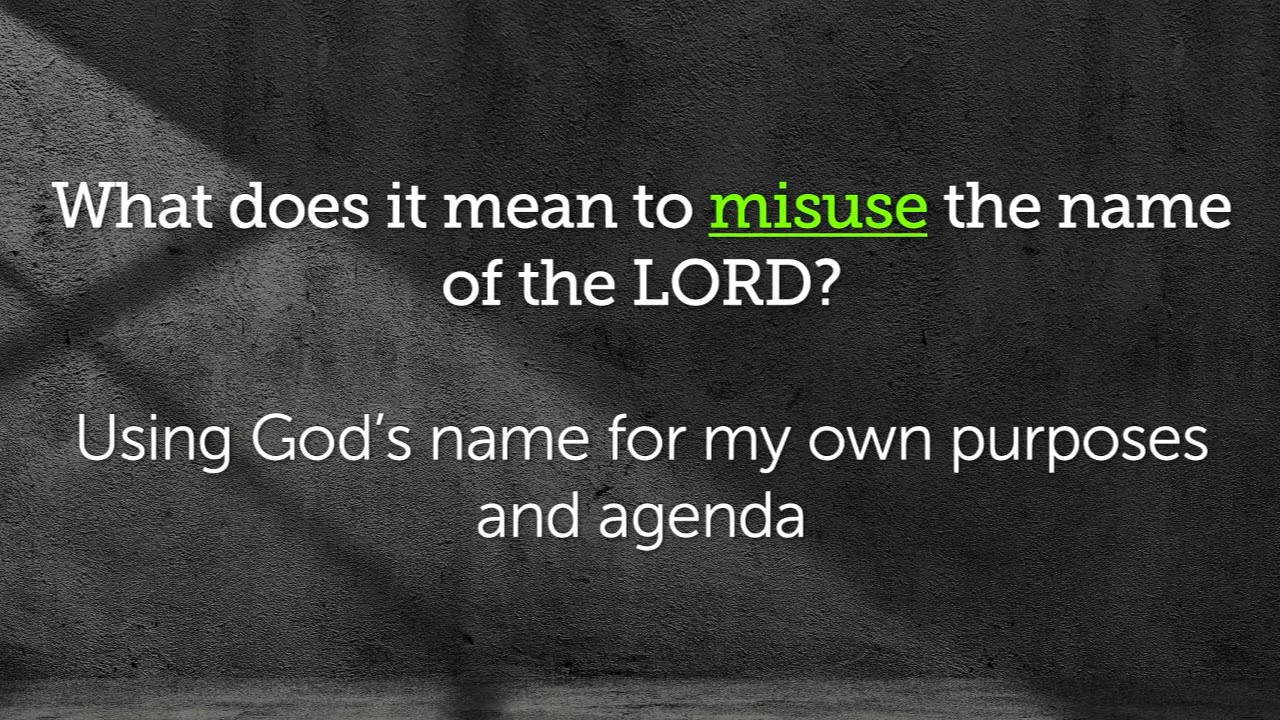 What does it mean to misuse the name
of the LORD?
Using God’s name for my own purposes
and agenda